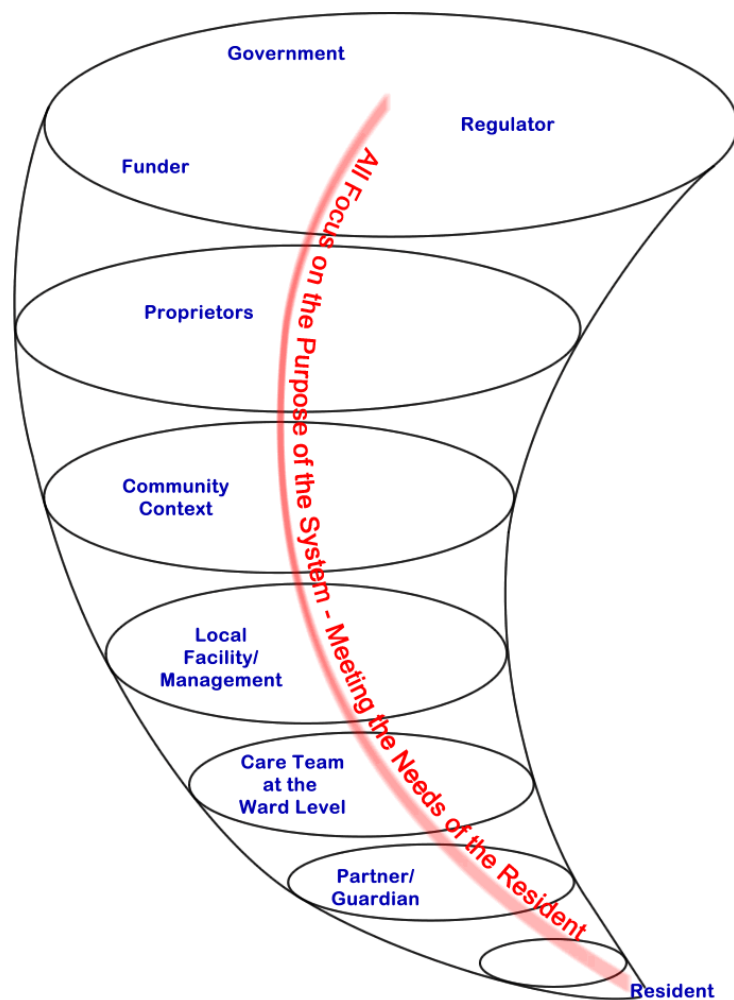 Government
Regulator
Funder
All Focus on the Purpose of the System - Meeting the Needs of the Resident
Proprietors
Community
Context
Local
Facility/
Management
Care Team
at the
Ward Level
Partner/
Guardian
Resident